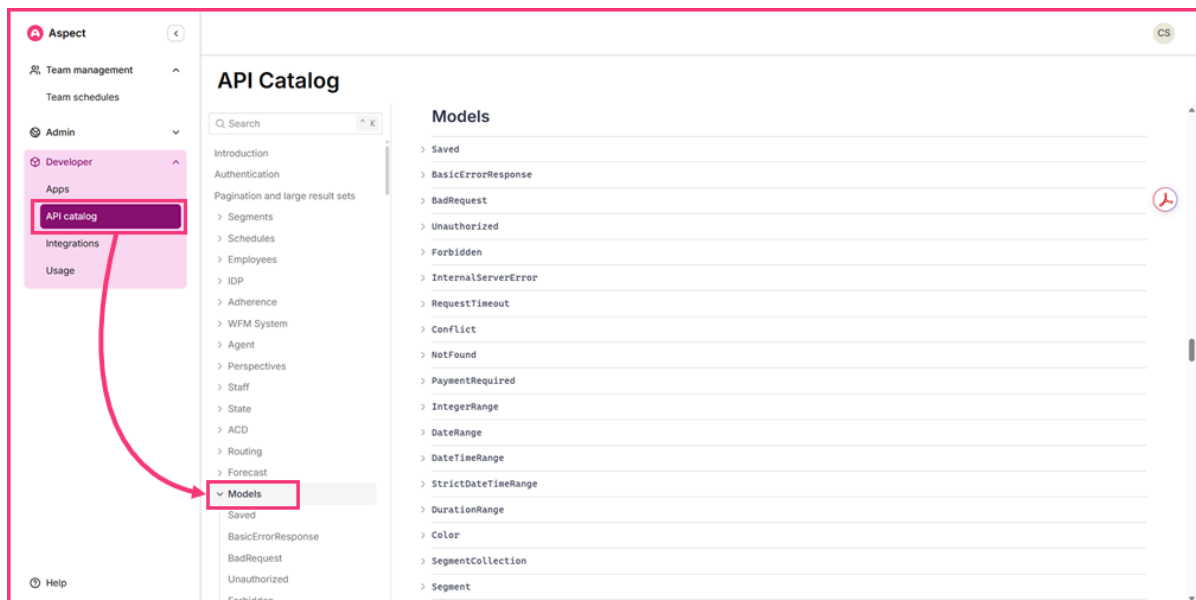 Aspect
CS
Team management
Team schedules
Admin
Developer
Apps
API catalog
Integrations
Usage
Help
API Catalog
Search
^ K
Introduction
Authentication
Pagination and large result sets
Segments
Schedules
Employees
IDP
Adherence
WFM System
Agent
Perspectives
Staff
State
ACD
Routing
Forecast
Models
Saved
BasicErrorResponse
BadRequest
Unauthorized
Forbidden
Models
Saved
BasicErrorResponse
BadRequest
Unauthorized
Forbidden
InternalServerError
RequestTimeout
Conflict
NotFound
PaymentRequired
IntegerRange
DateRange
DateTimeRange
StrictDateTimeRange
DurationRange
Color
SegmentCollection
Segment